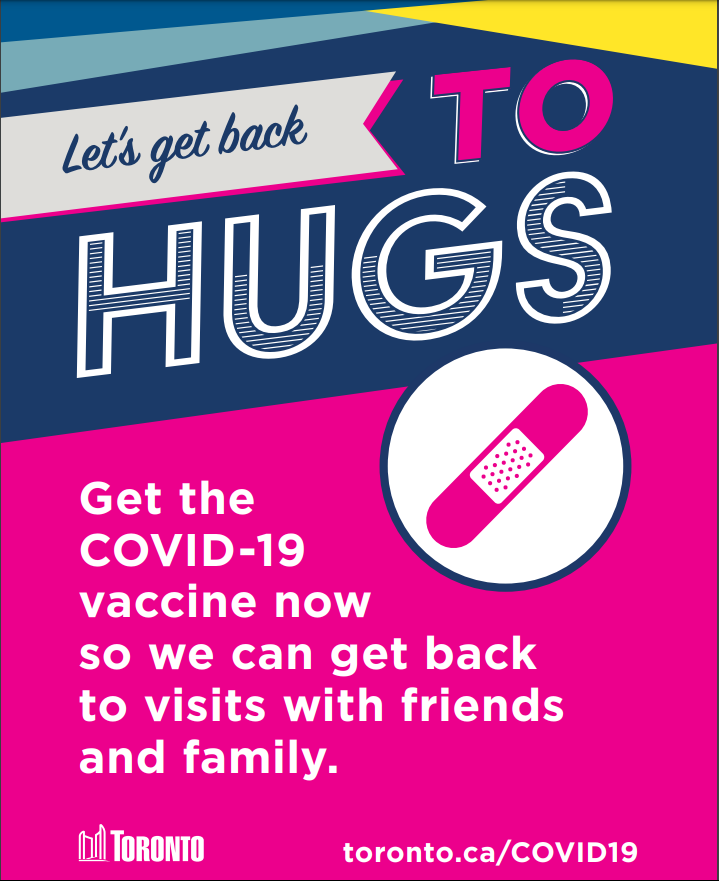 Let's get back
TO
HUGS
Get the
COVID-19
vaccine now
so we can get back
to visits with friends
and family.
TORONTO
toronto.ca/COVID19